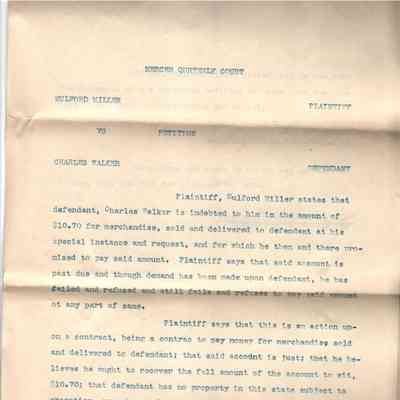 MERCER QUARTERLY COURT
MULFORD MILLER
PLAINTIFF
VS PETITION
CHARLES WALKER DEFENDANT
Plaintiff, Mulford Miller states that
defendant, Charles Walker is indebted to him in the amount of
$10.70 for merchandise, sold and delivered to defendant at his
special instance and request, and for which he then and there pro-
mised to pay said amount. Plaintiff says that said account is
past due and though demand has been made upon defendant, he has
failed and refused and still fails and refuses to pay said amount
or any part of same.
Plaintiff says that this is an action up-
on a contract, being a contrac to pay money for merchandise sold
and delivered to defendant; that said account is just; that he be-
lieves he ought to recover the full amount of the account to wit,
$10.70; that defendant has no property in this state subject to